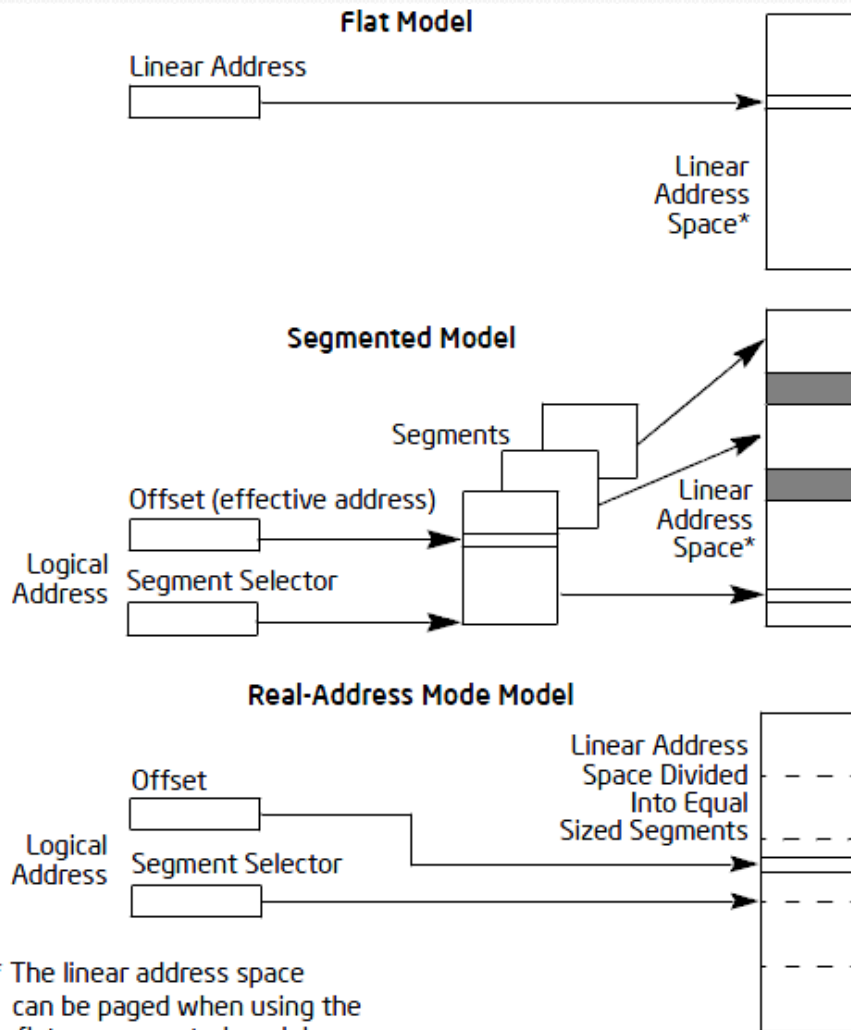 Flat Model
Linear Address
Linear
Address
Space*
Segmented Model
Segments
Offset (effective address)
Linear
Address
Space*
Logical
Address
Segment Selector
Real-Address Mode Model
Linear Address
Space Divided
Into Equal
Sized Segments
Offset
Logical
Address
Segment Selector
* The linear address space
can be paged when using the